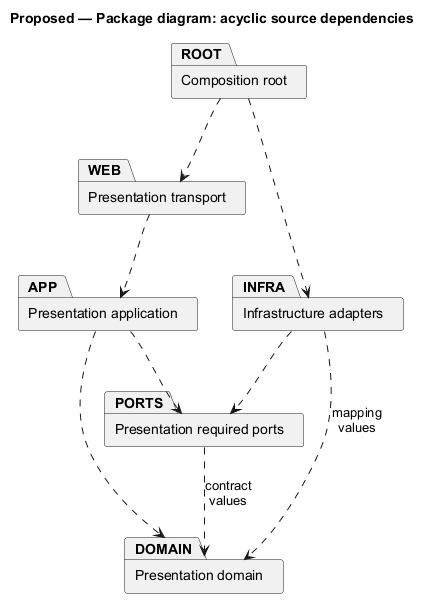 Proposed — Package diagram: acyclic source dependencies
ROOT
Composition root
WEB
Presentation transport
APP
Presentation application
INFRA
Infrastructure adapters
PORTS
Presentation required ports
mapping
values
contract
values
DOMAIN
Presentation domain